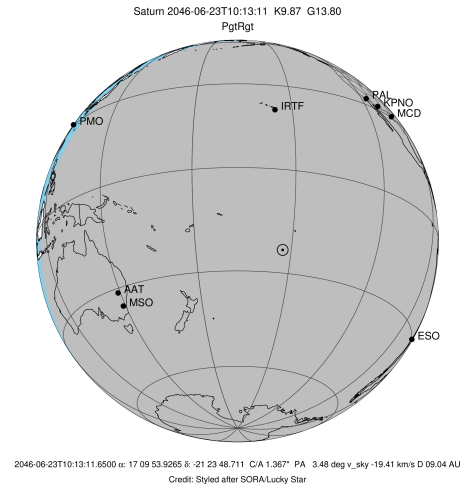 Saturn 2046-06-23T10:13:11 K9.87 G13.80
PgtRgt
PAL
KPNO
MCD
IRTF
PMO
AAT
MSO
ESO
2046-06-23T10:13:11.6500 α: 17 09 53.9265 δ: -21 23 48.711 C/A 1.367" PA 3.48 deg v_sky -19.41 km/s D 09.04 AU
Credit: Styled after SORA/Lucky Star